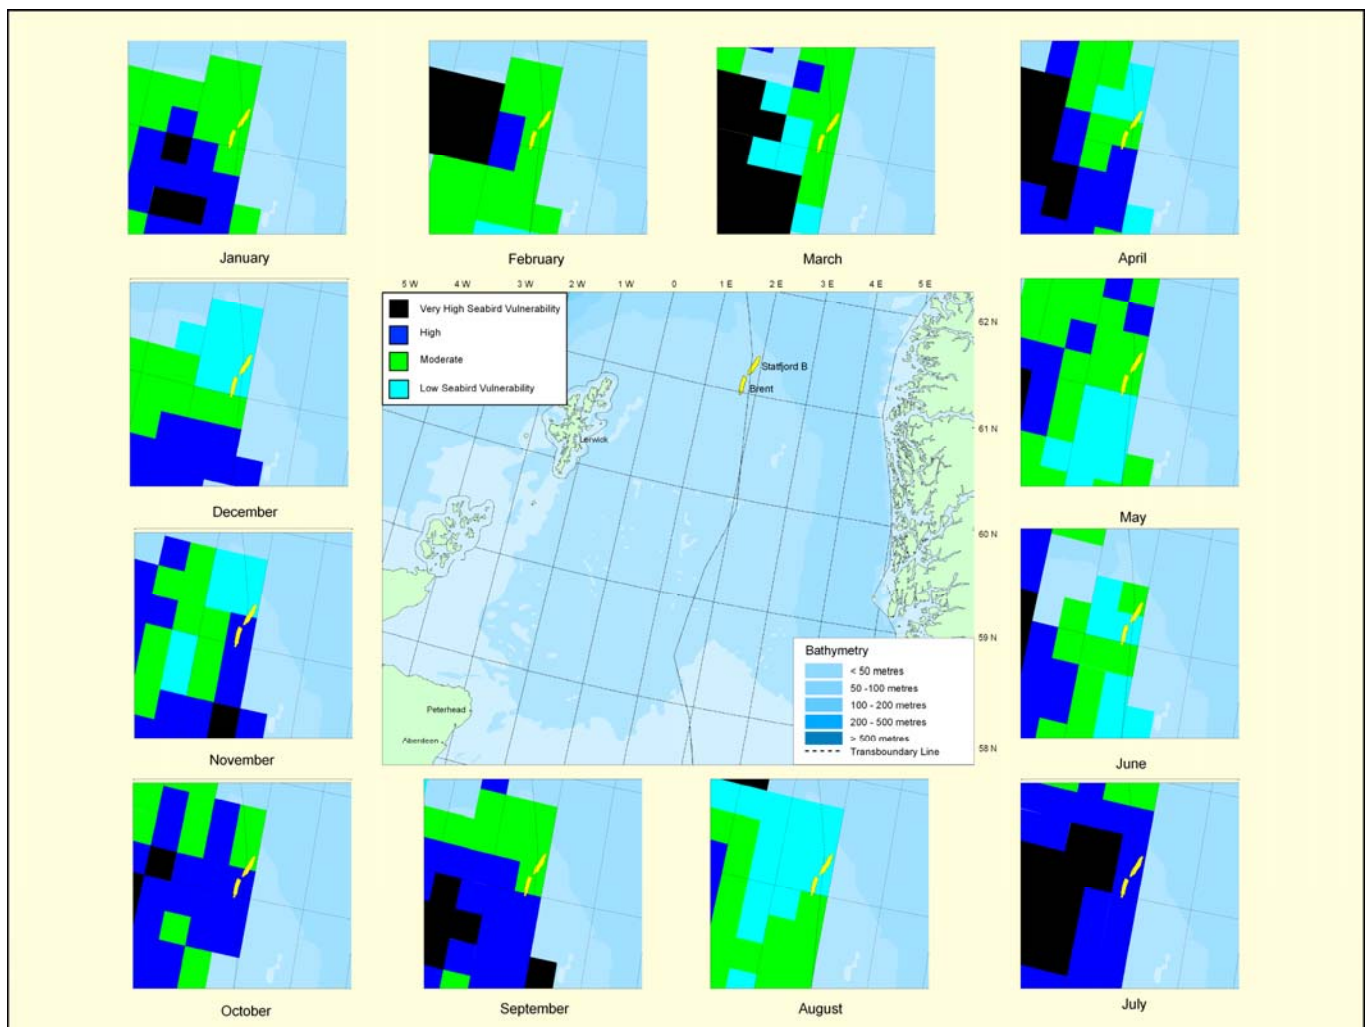 January
February
March
April
5 W 4 W 3 W 2 W 1 W 0 1 E 2 E 3 E 4 E 5 E
Very High Seabird Vulnerability
High
Moderate
Low Seabird Vulnerability
62 N
Statfjord B
Brent
61 N
Lerwick
December
May
60 N
59 N
Bathymetry
< 50 metres
50 -100 metres
100 - 200 metres
200 - 500 metres
> 500 metres
Transboundary Line
Peterhead
Aberdeen
58 N
November
June
October
September
August
July